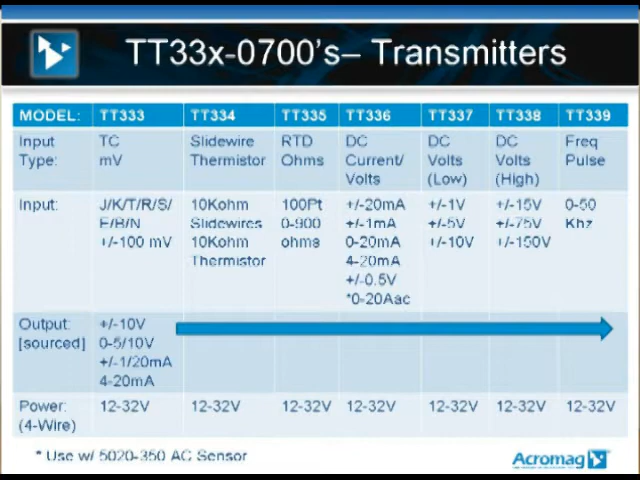 TT33x-0700's– Transmitters
MODEL: TT333 TT334 TT335 TT336 TT337 TT338 TT339
Input TC Slidewire RTD DC DC DC Freq
Type: mV Thermistor Ohms Current/ Volts Volts Pulse
Volts (Low) (High)
Input: J/K/T/R/S/ 10Kohm 100Pt +/-20mA +/-1V +/-15V 0-50
E/B/N Slidewires 0-900 +/-1mA +/-5V +/-75V Khz
+/-100 mV 10Kohm ohms 0-20mA +/-10V +/-150V
Thermistor 4-20mA
+/-0.5V
*0-20Aac
Output: +/-10V
[sourced] 0-5/10V
+/-1/20mA
4-20mA
Power: 12-32V 12-32V 12-32V 12-32V 12-32V 12-32V 12-32V
(4-Wire)
* Use w/ 5020-350 AC Sensor
Acromag